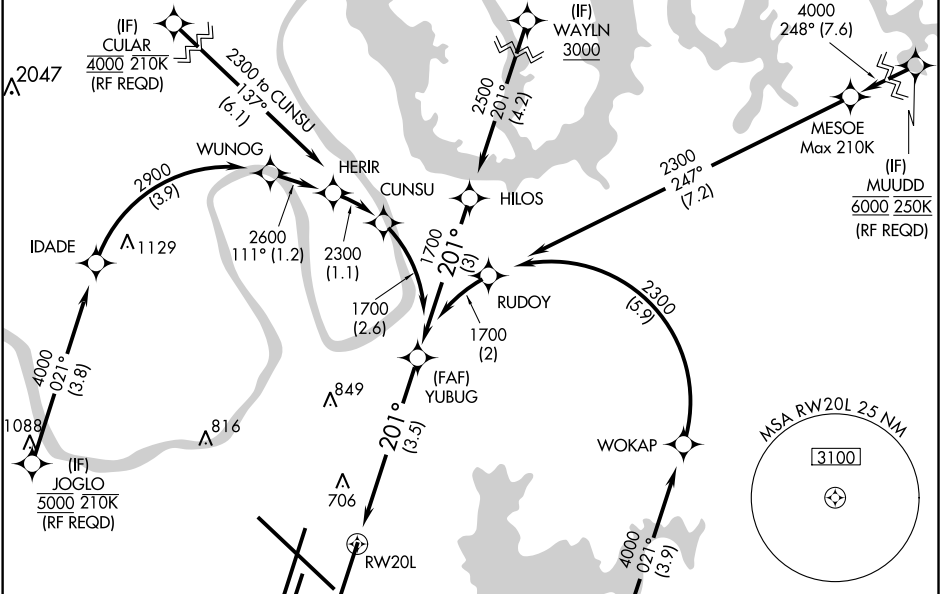 (IF)
CULAR
4000 210K
(RF REQD)
2047
2300 to CUNSU
137°
(6.1)
(IF)
WAYLN
3000
2500
201°
(4.2)
4000
248° (7.6)
MESOE
Max 210K
(IF)
MUUDD
6000 250K
(RF REQD)
2300
247°
(7.2)
WUNOG
HERIR
CUNSU
HILOS
2900
(3.9)
IDADE
1129
2600
111° (1.2)
2300
(1.1)
1700
201°
(3)
RUDOY
1700
(2.6)
1700
(2)
2300
(5.9)
4000
021°
(3.8)
(FAF)
YUBUG
849
816
1088
(IF)
JOGLO
5000 210K
(RF REQD)
201°
(3.5)
706
RW20L
WOKAP
4000
021°
(3.9)
MSA RW20L 25 NM
3100